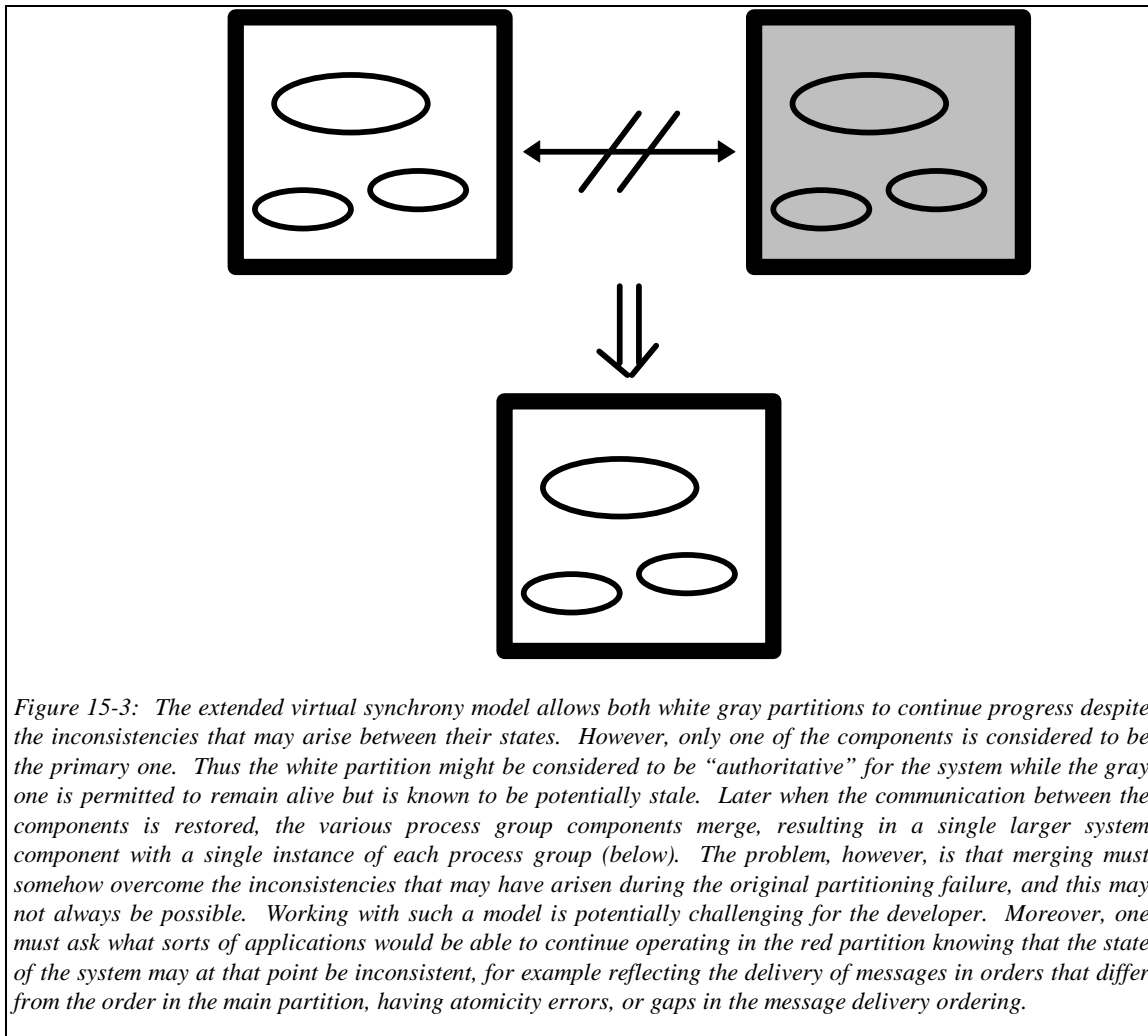 Figure 15-3: The extended virtual synchrony model allows both white gray partitions to continue progress despite
the inconsistencies that may arise between their states. However, only one of the components is considered to be
the primary one. Thus the white partition might be considered to be “authoritative” for the system while the gray
one is permitted to remain alive but is known to be potentially stale. Later when the communication between the
components is restored, the various process group components merge, resulting in a single larger system
component with a single instance of each process group (below). The problem, however, is that merging must
somehow overcome the inconsistencies that may have arisen during the original partitioning failure, and this may
not always be possible. Working with such a model is potentially challenging for the developer. Moreover, one
must ask what sorts of applications would be able to continue operating in the red partition knowing that the state
of the system may at that point be inconsistent, for example reflecting the delivery of messages in orders that differ
from the order in the main partition, having atomicity errors, or gaps in the message delivery ordering.